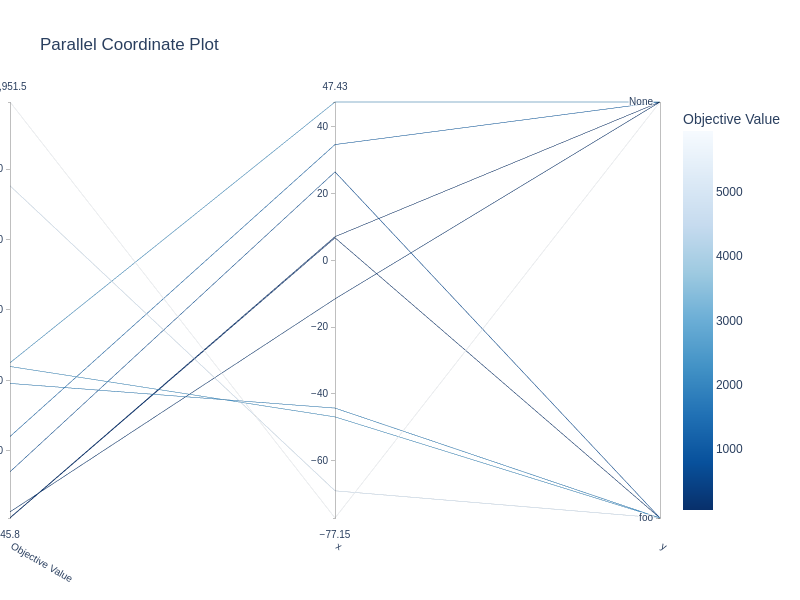 Parallel Coordinate Plot
,951.5
47.43
None
40
20
0
−20
−40
−60
foo
45.8
−77.15
Objective Value
x
y
Objective Value
5000
4000
3000
2000
1000